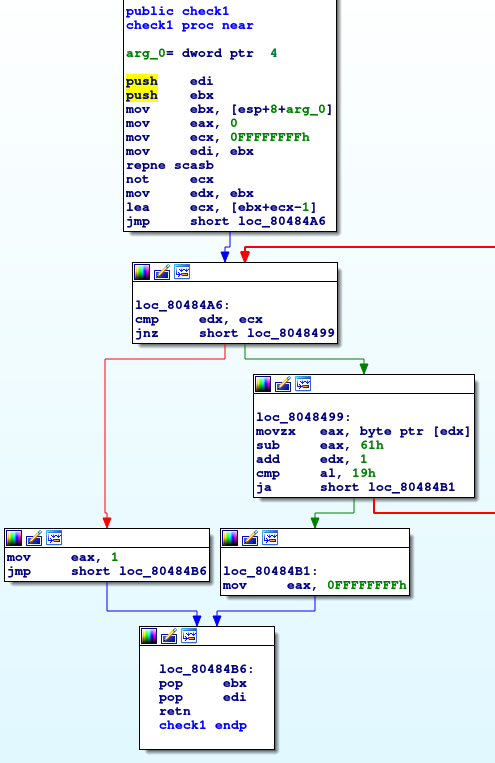 public check1
check1 proc near
arg_0= dword ptr  4
push    edi
push    ebx
mov     ebx, [esp+8+arg_0]
mov     eax, 0
mov     ecx, 0FFFFFFFFh
mov     edi, ebx
repne scasb
not     ecx
mov     edx, ebx
lea     ecx, [ebx+ecx-1]
jmp     short loc_80484A6
loc_80484A6:
cmp     edx, ecx
jnz     short loc_8048499
loc_8048499:
movzx   eax, byte ptr [edx]
sub     eax, 61h
add     edx, 1
cmp     al, 19h
ja      short loc_80484B1
mov     eax, 1
jmp     short loc_80484B6
loc_80484B1:
mov     eax, 0FFFFFFFFh
loc_80484B6:
pop     ebx
pop     edi
retn
check1 endp